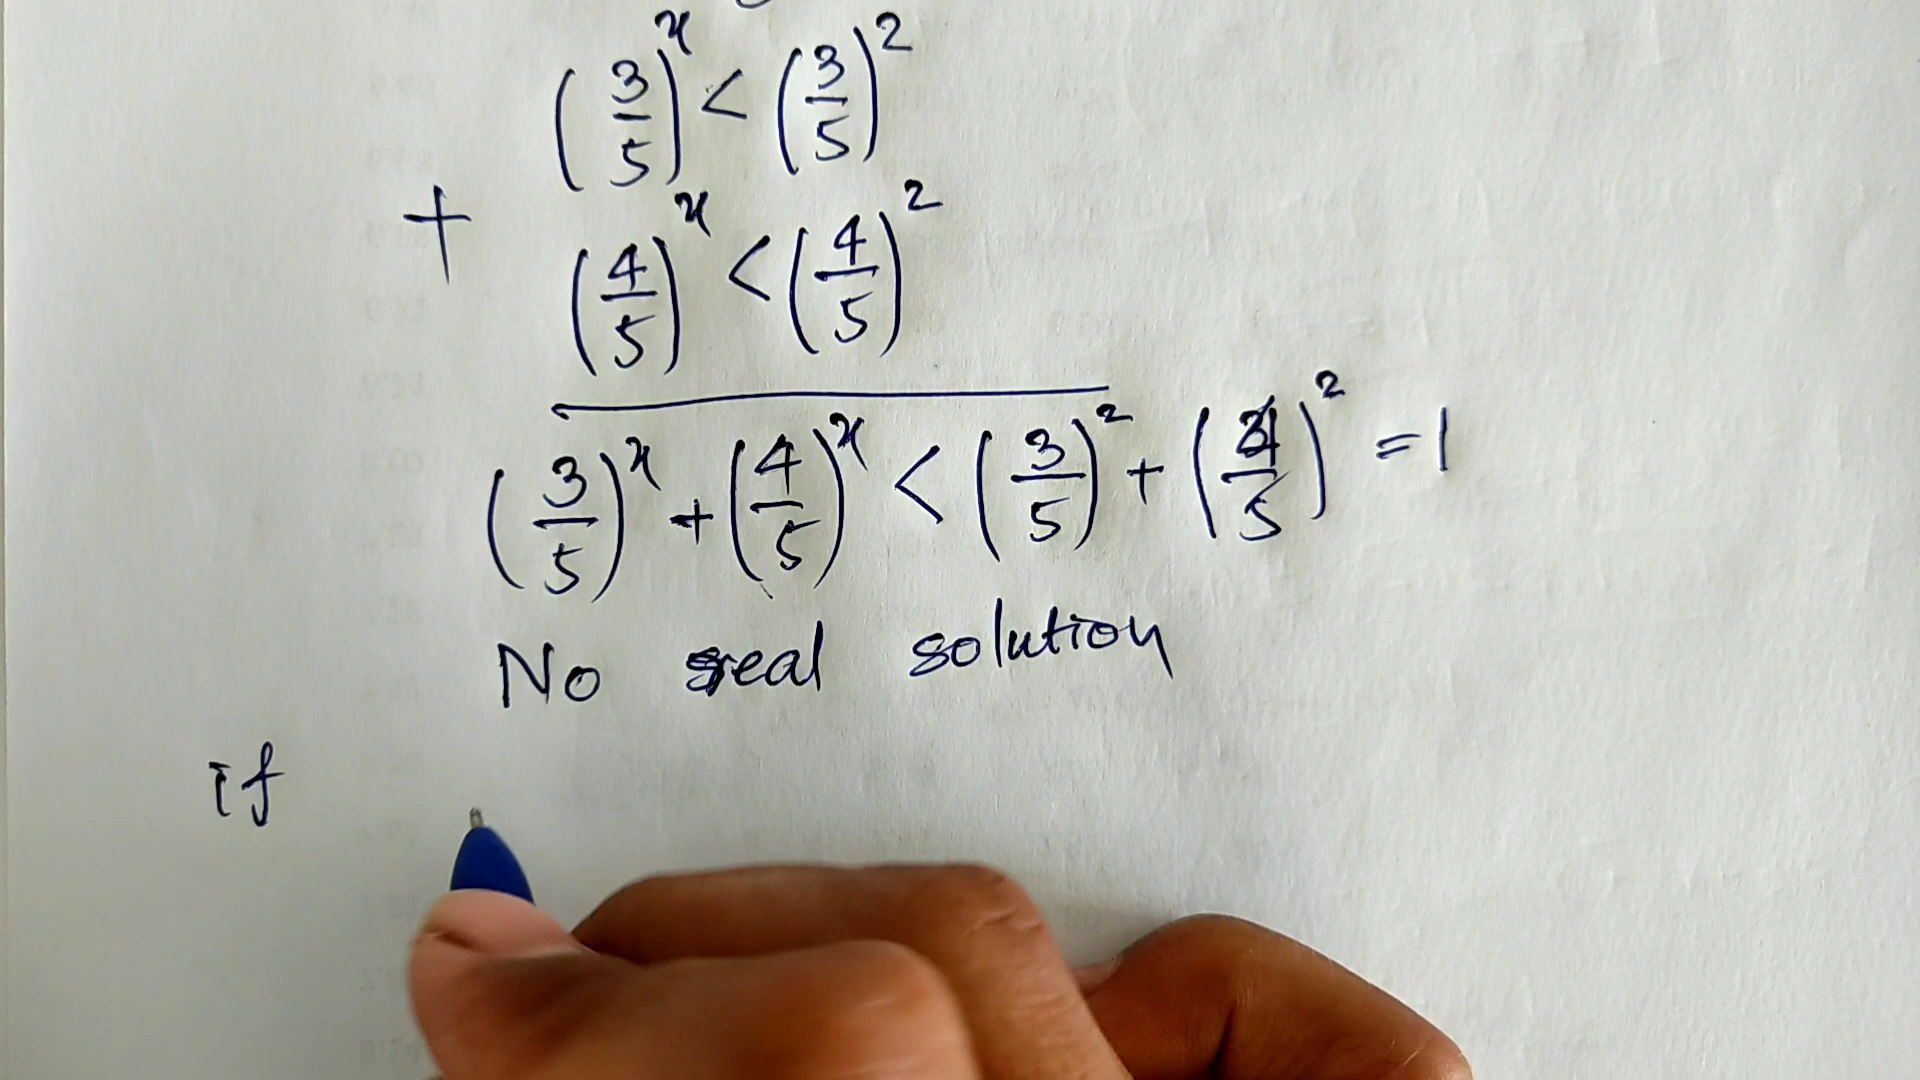 (3/5)^x < (3/5)^2
+ (4/5)^x < (4/5)^2
(3/5)^x + (4/5)^x < (3/5)^2 + (4/5)^2 = 1
No real solution
if